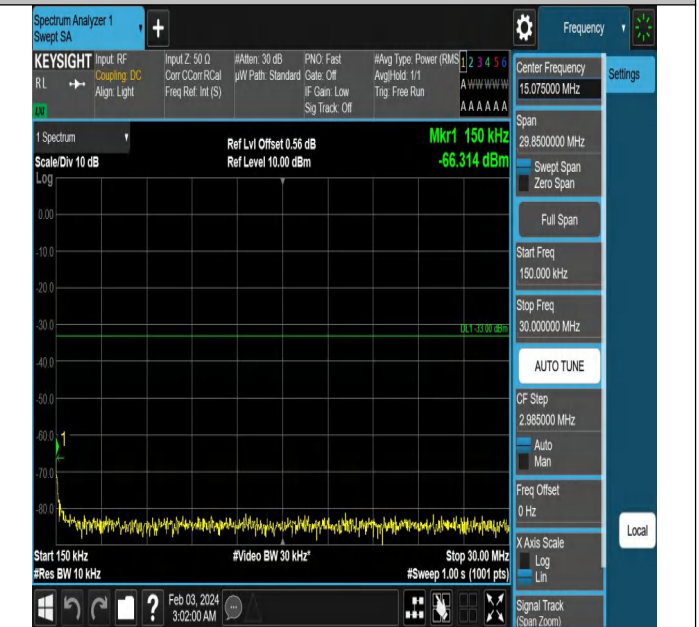 Spectrum Analyzer 1
Swept SA
+
Frequency
KEYSIGHT
RL
LXI
Input: RF
Coupling: DC
Align: Light
Input Z: 50 Ω
Corr CCorr RCal
Freq Ref: Int (S)
#Atten: 30 dB
µW Path: Standard
PNO: Fast
Gate: Off
IF Gain: Low
Sig Track: Off
#Avg Type: Power (RMS
Avg|Hold: 1/1
Trig: Free Run
1 2 3 4 5 6
A W W W W W
A A A A A A
1 Spectrum
Scale/Div 10 dB
Log
Ref Lvl Offset 0.56 dB
Ref Level 10.00 dBm
Mkr1 150 kHz
-66.314 dBm
0.00
-10.0
-20.0
-30.0
DL1 -33.00 dBm
-40.0
-50.0
-60.0
1
-70.0
-80.0
Start 150 kHz
#Res BW 10 kHz
#Video BW 30 kHz*
Stop 30.00 MHz
#Sweep 1.00 s (1001 pts)
?
Feb 03, 2024
3:02:00 AM
Center Frequency
15.075000 MHz
Settings
Span
29.8500000 MHz
Swept Span
Zero Span
Full Span
Start Freq
150.000 kHz
Stop Freq
30.000000 MHz
AUTO TUNE
CF Step
2.985000 MHz
Auto
Man
Freq Offset
0 Hz
Local
X Axis Scale
Log
Lin
Signal Track
(Span Zoom)